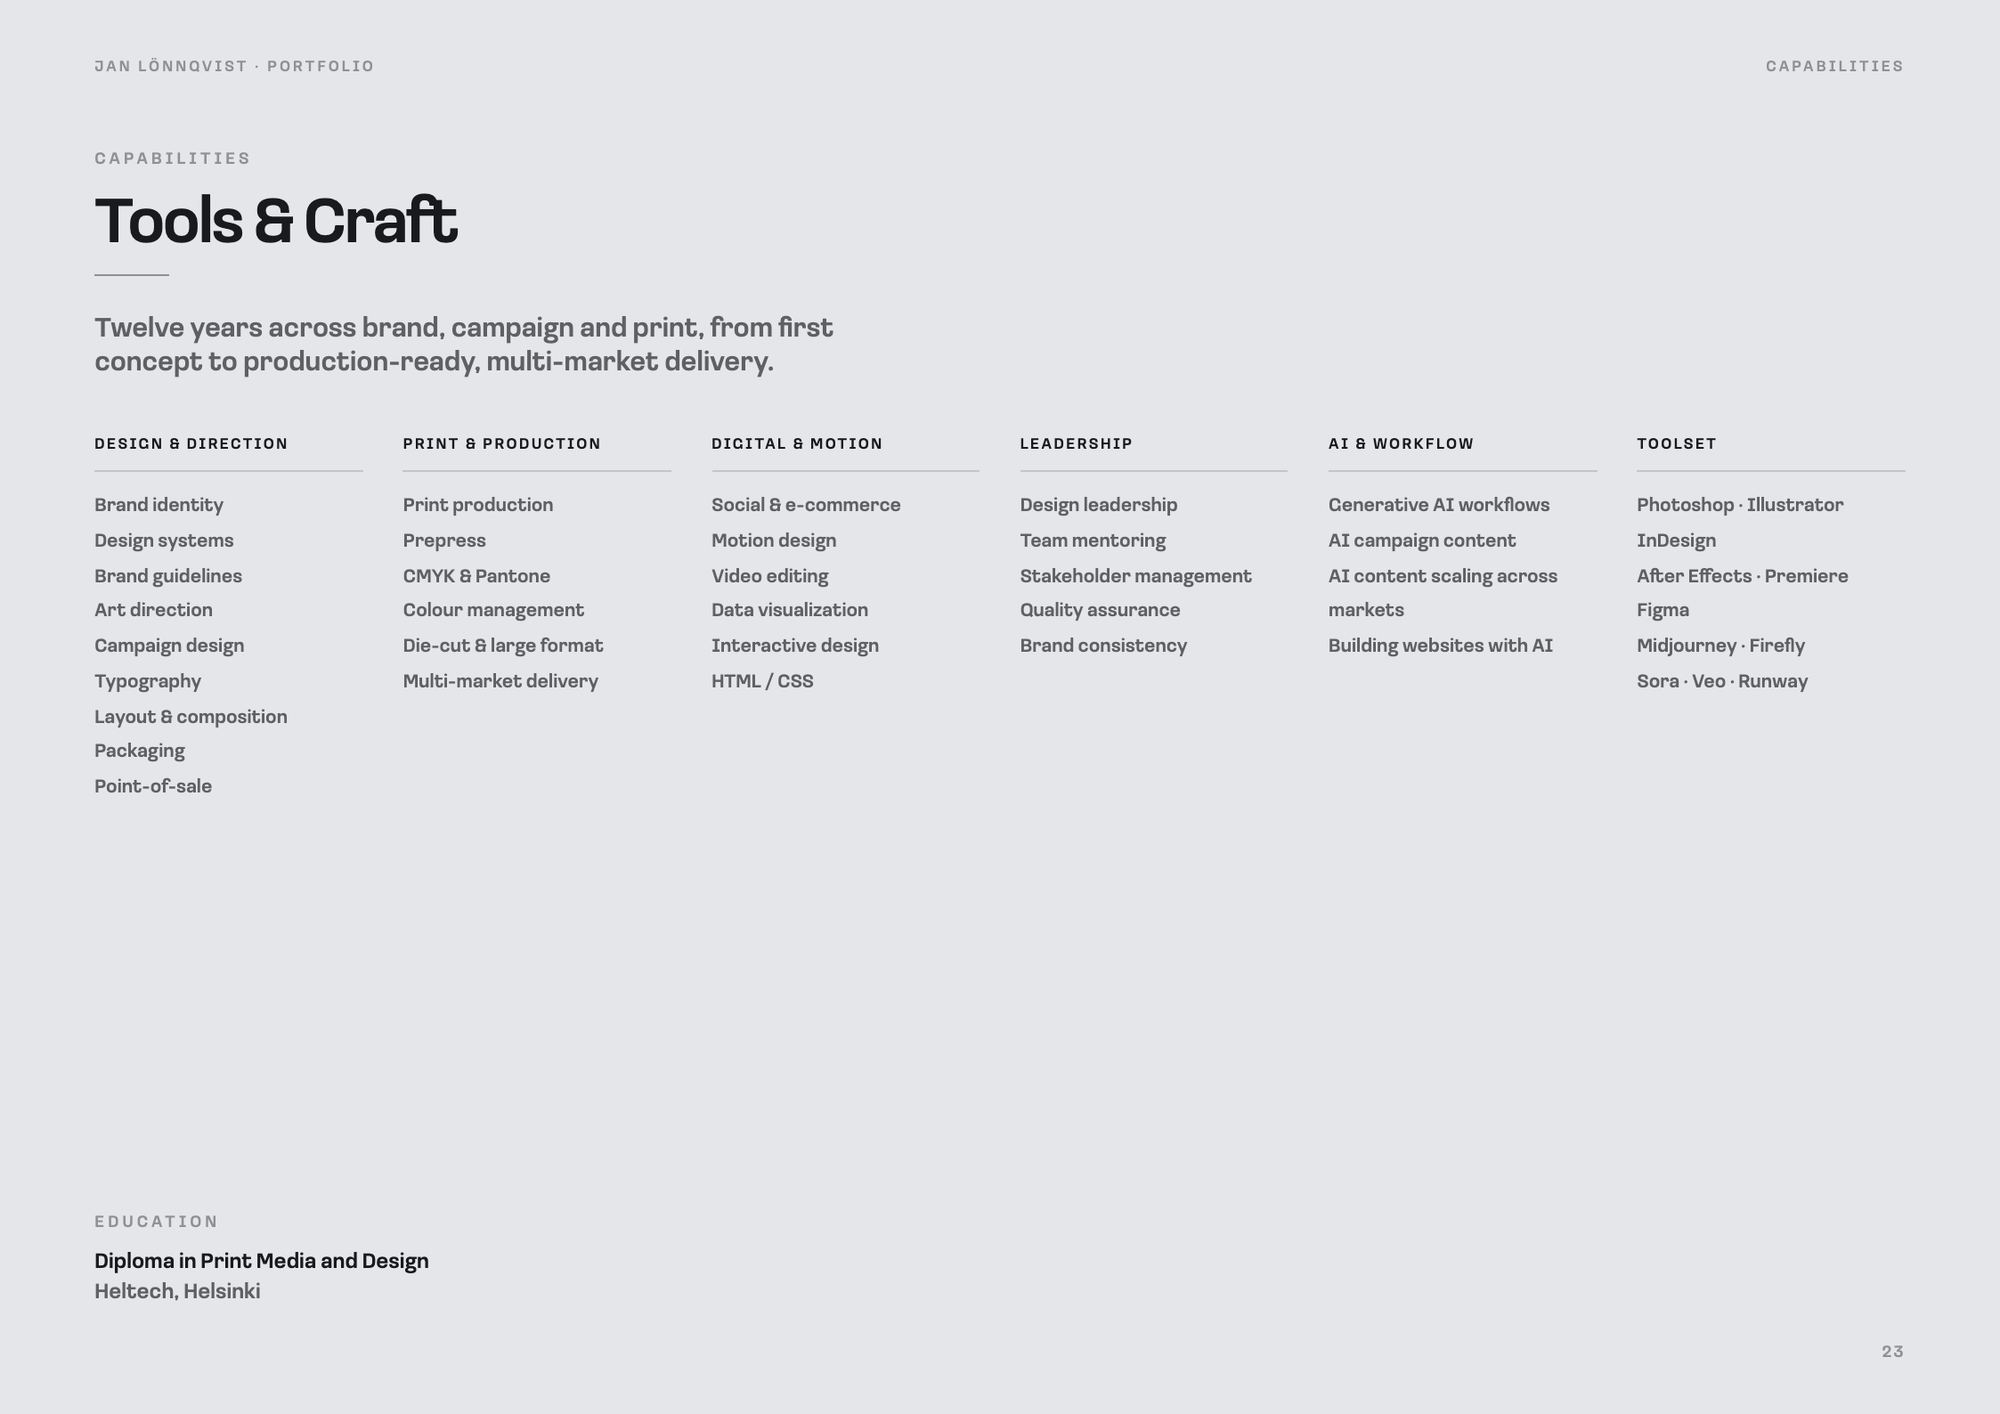 JAN LÖNNQVIST · PORTFOLIO
CAPABILITIES
CAPABILITIES
Tools & Craft
Twelve years across brand, campaign and print, from first
concept to production-ready, multi-market delivery.
DESIGN & DIRECTION
Brand identity
Design systems
Brand guidelines
Art direction
Campaign design
Typography
Layout & composition
Packaging
Point-of-sale
PRINT & PRODUCTION
Print production
Prepress
CMYK & Pantone
Colour management
Die-cut & large format
Multi-market delivery
DIGITAL & MOTION
Social & e-commerce
Motion design
Video editing
Data visualization
Interactive design
HTML / CSS
LEADERSHIP
Design leadership
Team mentoring
Stakeholder management
Quality assurance
Brand consistency
AI & WORKFLOW
Generative AI workflows
AI campaign content
AI content scaling across
markets
Building websites with AI
TOOLSET
Photoshop · Illustrator
InDesign
After Effects · Premiere
Figma
Midjourney · Firefly
Sora · Veo · Runway
EDUCATION
Diploma in Print Media and Design
Heltech, Helsinki
23